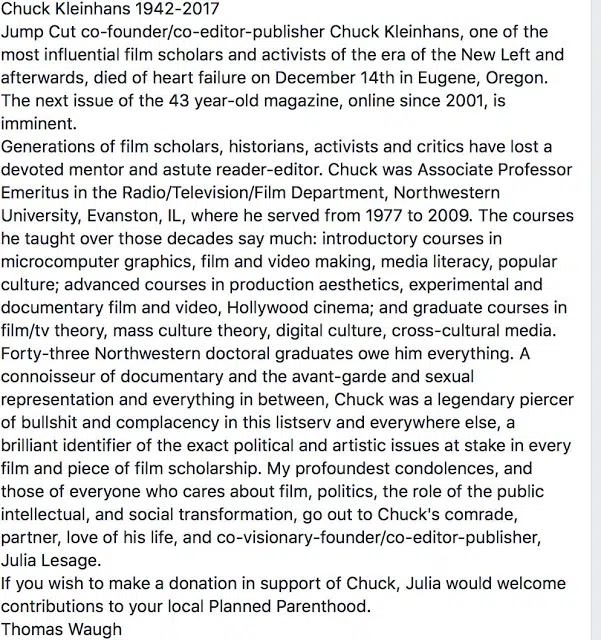 Chuck Kleinhans 1942-2017
Jump Cut co-founder/co-editor-publisher Chuck Kleinhans, one of the
most influential film scholars and activists of the era of the New Left and
afterwards, died of heart failure on December 14th in Eugene, Oregon.
The next issue of the 43 year-old magazine, online since 2001, is
imminent.
Generations of film scholars, historians, activists and critics have lost a
devoted mentor and astute reader-editor. Chuck was Associate Professor
Emeritus in the Radio/Television/Film Department, Northwestern
University, Evanston, IL, where he served from 1977 to 2009. The courses
he taught over those decades say much: introductory courses in
microcomputer graphics, film and video making, media literacy, popular
culture; advanced courses in production aesthetics, experimental and
documentary film and video, Hollywood cinema; and graduate courses in
film/tv theory, mass culture theory, digital culture, cross-cultural media.
Forty-three Northwestern doctoral graduates owe him everything. A
connoisseur of documentary and the avant-garde and sexual
representation and everything in between, Chuck was a legendary piercer
of bullshit and complacency in this listserv and everywhere else, a
brilliant identifier of the exact political and artistic issues at stake in every
film and piece of film scholarship. My profoundest condolences, and
those of everyone who cares about film, politics, the role of the public
intellectual, and social transformation, go out to Chuck's comrade,
partner, love of his life, and co-visionary-founder/co-editor-publisher,
Julia Lesage.
If you wish to make a donation in support of Chuck, Julia would welcome
contributions to your local Planned Parenthood.
Thomas Waugh